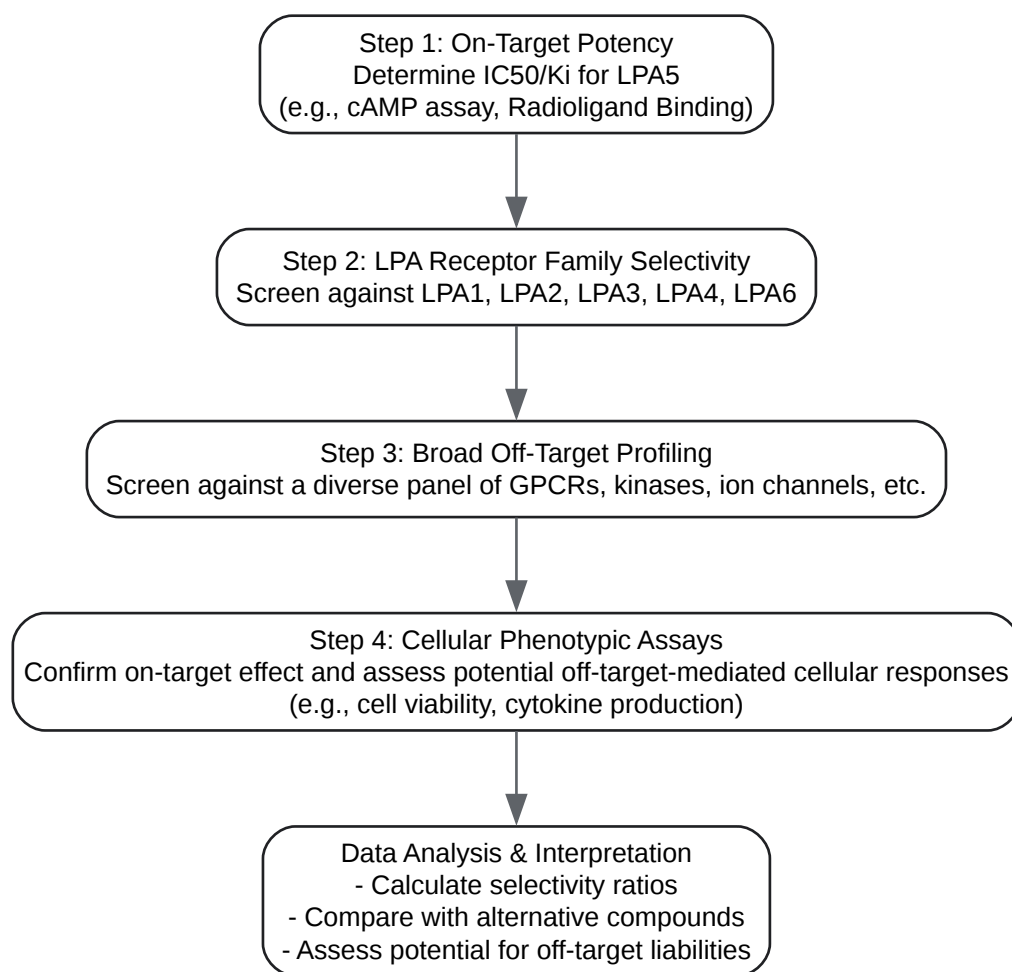 Step 1: On-Target Potency
Determine IC50/Ki for LPA5
(e.g., cAMP assay, Radioligand Binding)
Step 2: LPA Receptor Family Selectivity
Screen against LPA1, LPA2, LPA3, LPA4, LPA6
Step 3: Broad Off-Target Profiling
Screen against a diverse panel of GPCRs, kinases, ion channels, etc.
Step 4: Cellular Phenotypic Assays
Confirm on-target effect and assess potential off-target-mediated cellular responses
(e.g., cell viability, cytokine production)
Data Analysis & Interpretation
- Calculate selectivity ratios
- Compare with alternative compounds
- Assess potential for off-target liabilities